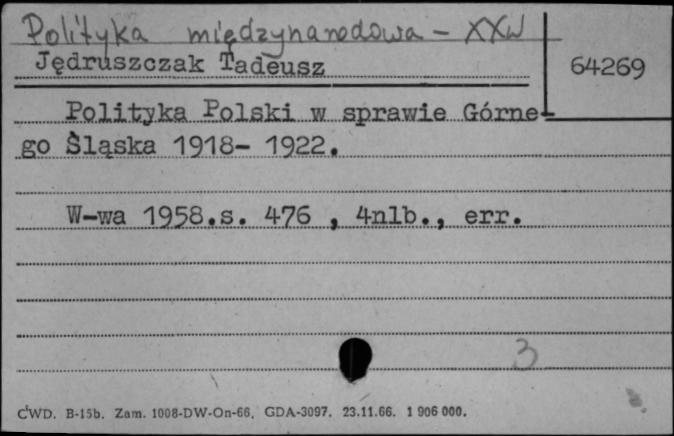 Polityka międzynarodowa - XXw
Jędruszczak Tadeusz
64269
Polityka Polski w sprawie Górne-
go Śląska 1918- 1922.
W-wa 1958.s. 476 , 4nlb., err.
3
CWD. B-15b. Zam. 1008-DW-On-66. GDA-3097. 23.11.66. 1 906 000.